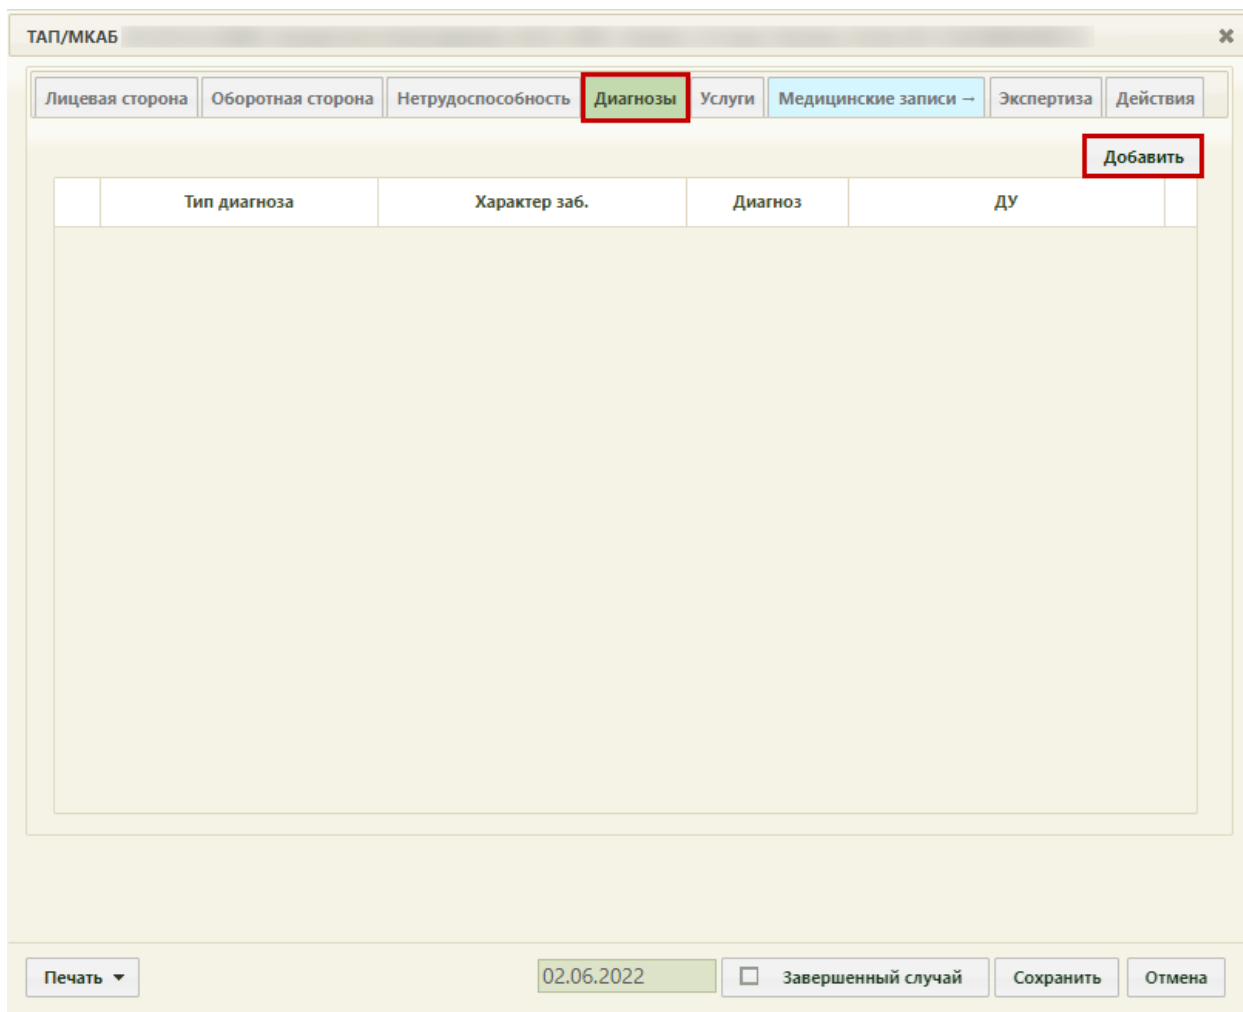 ТАП/МКАБ
Лицевая сторона Оборотная сторона Нетрудоспособность Диагнозы Услуги Медицинские записи → Экспертиза Действия
Добавить
Тип диагноза Характер заб. Диагноз ДУ
Печать 02.06.2022 Завершенный случай Сохранить Отмена